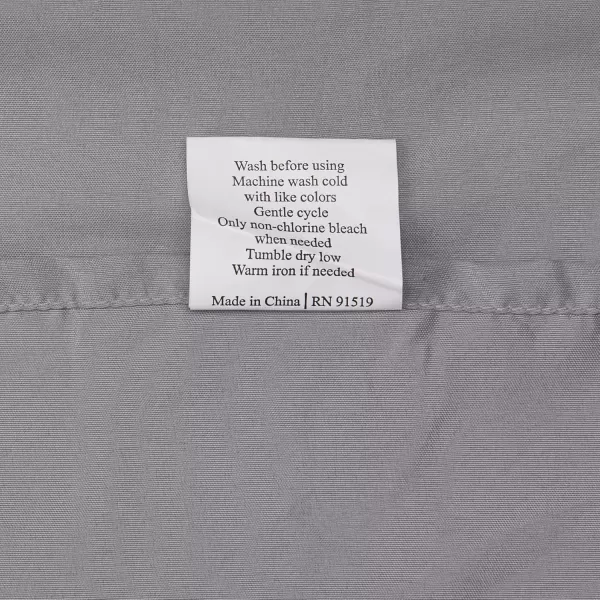 Wash before using
Machine wash cold
with like colors
Gentle cycle
Only non-chlorine bleach
when needed
Tumble dry low
Warm iron if needed
Made in China | RN 91519